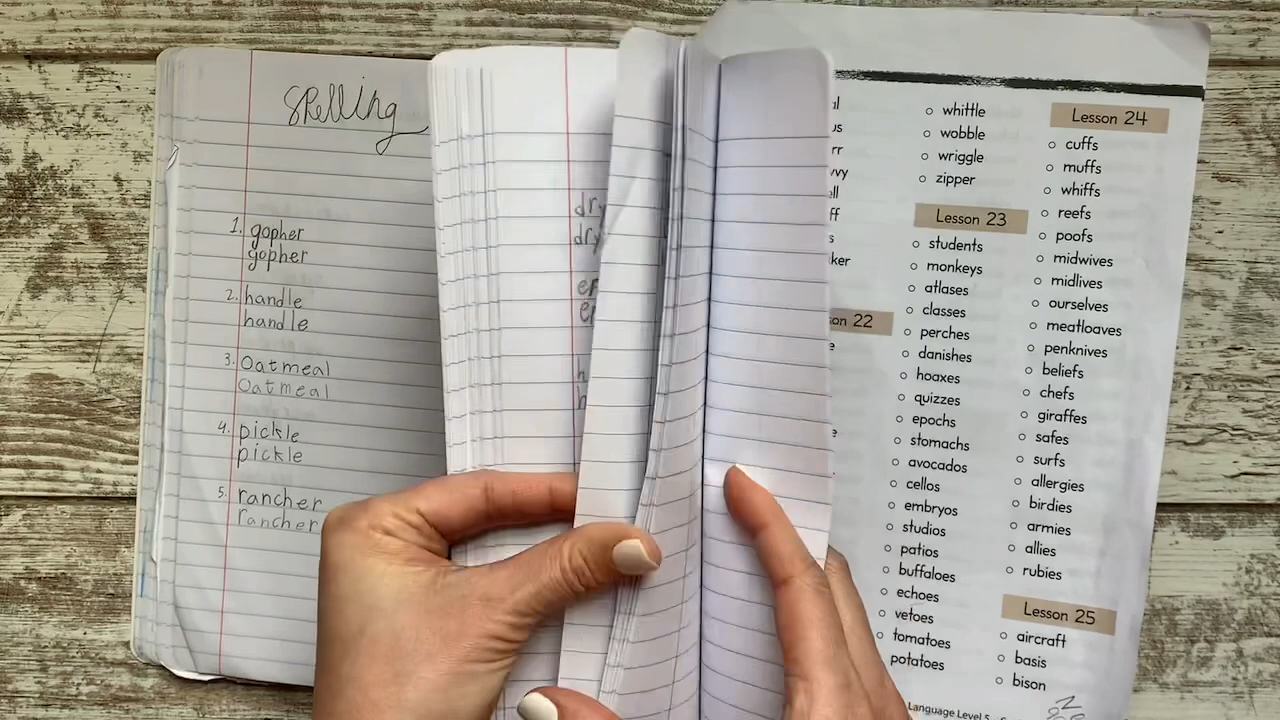 Spelling
1. gopher
gopher
2. handle
handle
3. Oatmeal
Oatmeal
4. pickle
pickle
5. rancher
rancher
dry
dry
whittle
wobble
wriggle
zipper
Lesson 23
students
monkeys
atlases
classes
perches
danishes
hoaxes
quizzes
epochs
stomachs
avocados
cellos
embryos
studios
patios
buffaloes
echoes
vetoes
tomatoes
potatoes
Lesson 24
cuffs
muffs
whiffs
reefs
poofs
midwives
midlives
ourselves
meatloaves
penknives
beliefs
chefs
giraffes
safes
surfs
allergies
birdies
armies
allies
rubies
Lesson 25
aircraft
basis
bison
Language Level 5